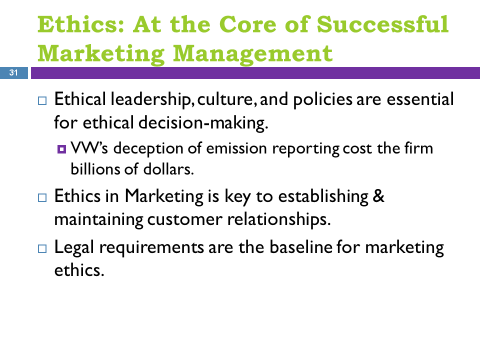 Ethics: At the Core of Successful
Marketing Management
31
Ethical leadership, culture, and policies are essential
for ethical decision-making.
VW's deception of emission reporting cost the firm
billions of dollars.
Ethics in Marketing is key to establishing &
maintaining customer relationships.
Legal requirements are the baseline for marketing
ethics.